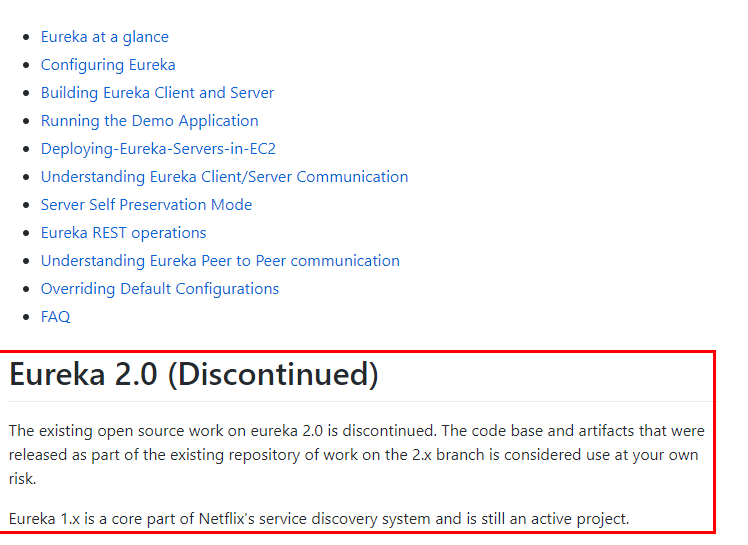 Eureka at a glance
Configuring Eureka
Building Eureka Client and Server
Running the Demo Application
Deploying-Eureka-Servers-in-EC2
Understanding Eureka Client/Server Communication
Server Self Preservation Mode
Eureka REST operations
Understanding Eureka Peer to Peer communication
Overriding Default Configurations
FAQ
Eureka 2.0 (Discontinued)
The existing open source work on eureka 2.0 is discontinued. The code base and artifacts that were
released as part of the existing repository of work on the 2.x branch is considered use at your own
risk.
Eureka 1.x is a core part of Netflix's service discovery system and is still an active project.